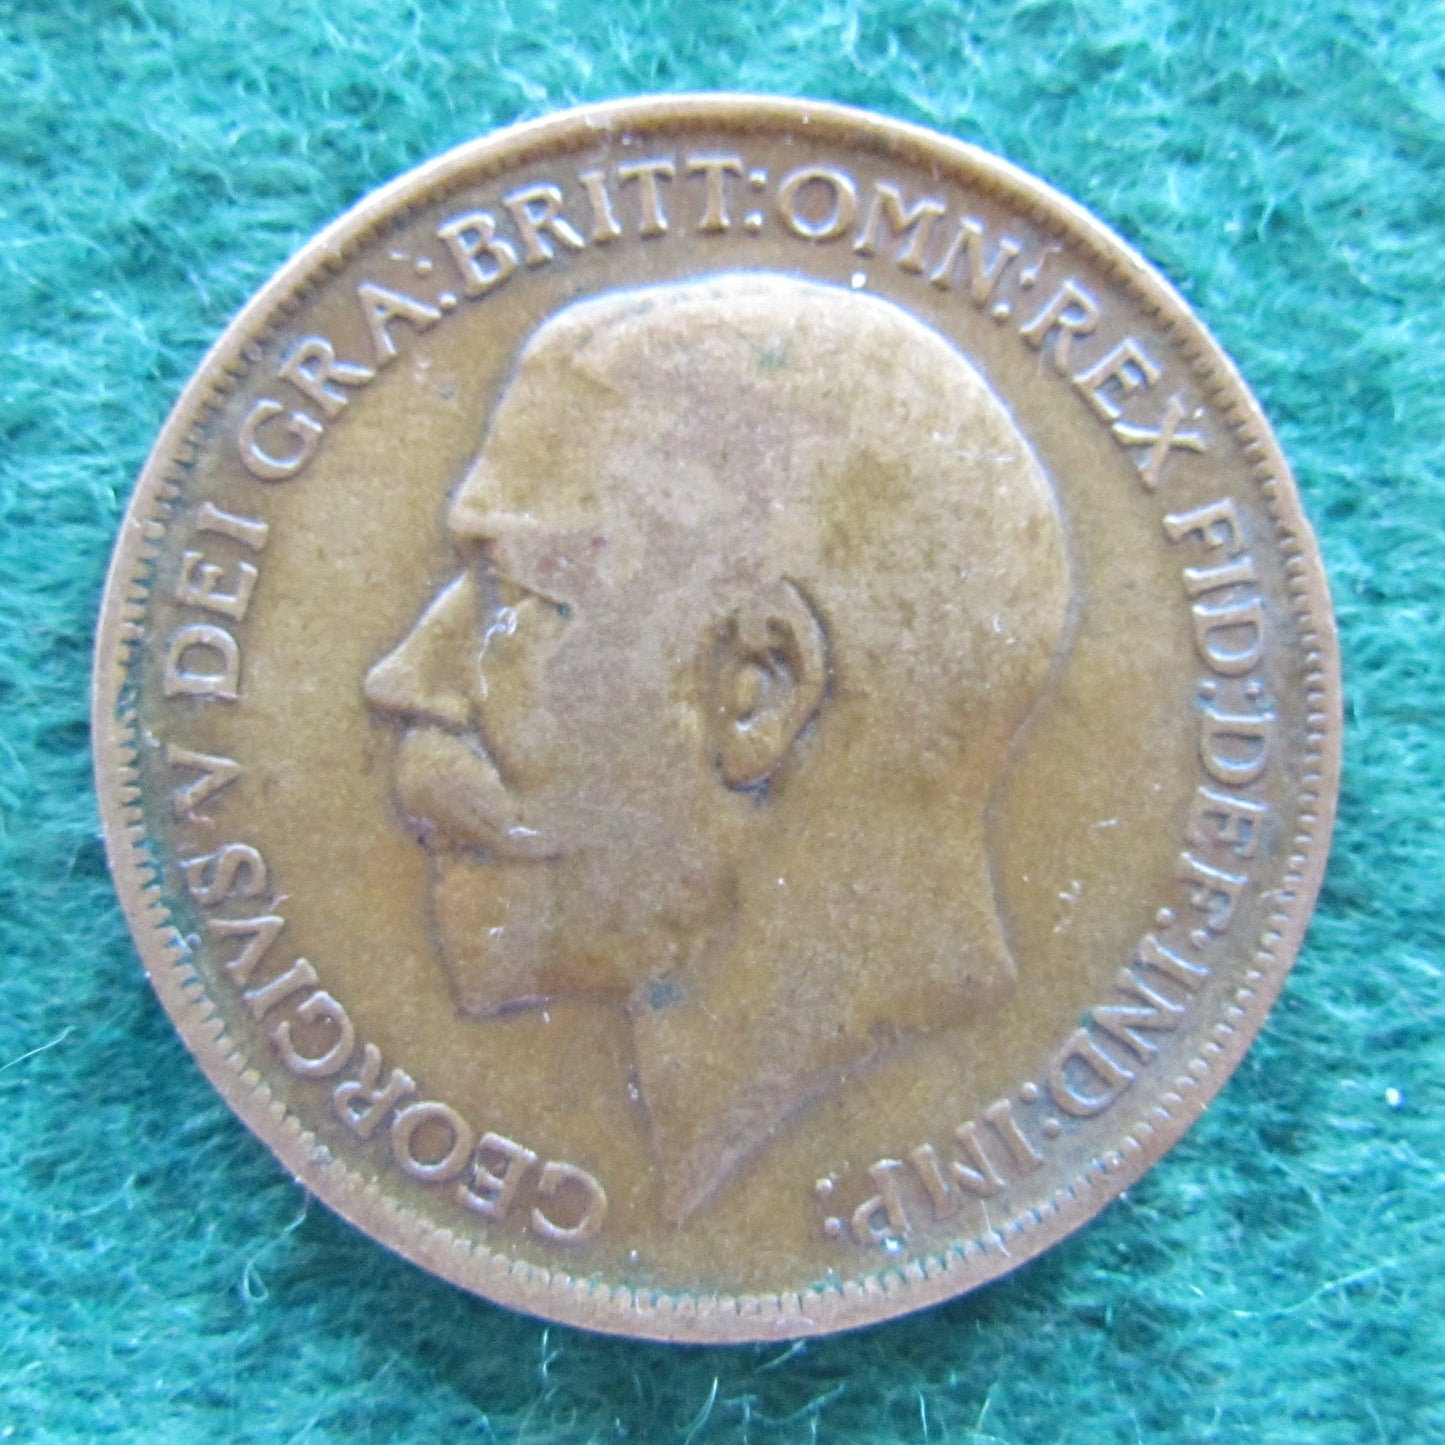 GEORGIVS V DEI GRA: BRITT: OMN: REX FID: DEF: IND: IMP: